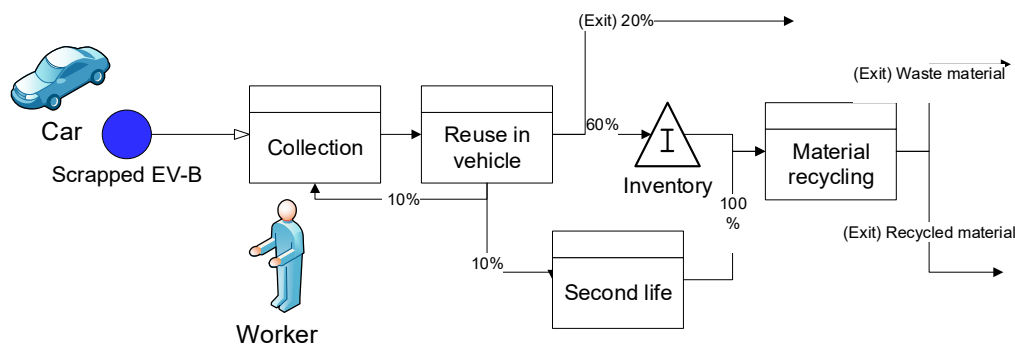 (Exit) 20%
(Exit) Waste material
Car
Scrapped EV-B
Collection
Reuse in
vehicle
60%
I
Inventory
Material
recycling
10%
100
%
(Exit) Recycled material
10%
Second life
Worker